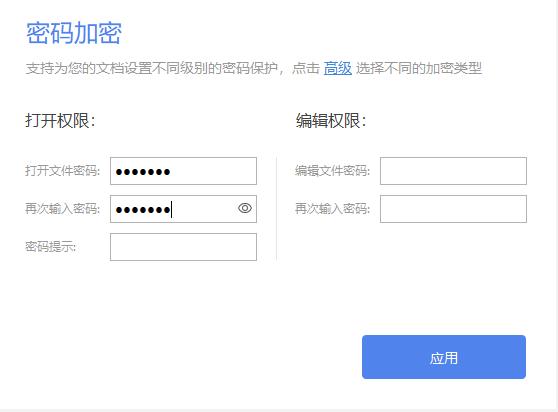 密码加密
支持为您的文档设置不同级别的密码保护，点击 高级 选择不同的加密类型
打开权限：
打开文件密码:
•••••••
再次输入密码:
•••••••
密码提示:
编辑权限：
编辑文件密码:
再次输入密码:
应用